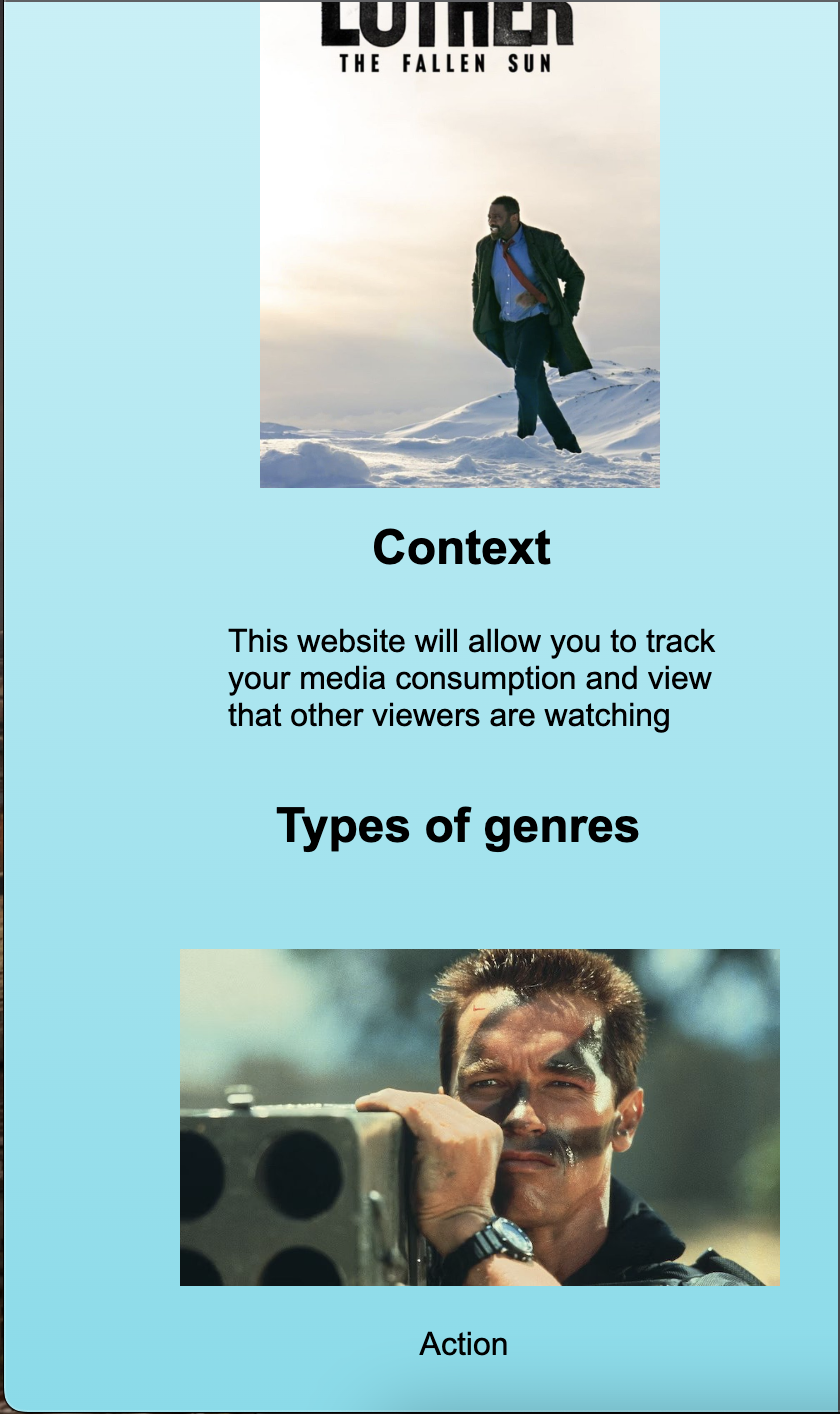 LUTHER
THE FALLEN SUN
Context
This website will allow you to track
your media consumption and view
that other viewers are watching
Types of genres
Action